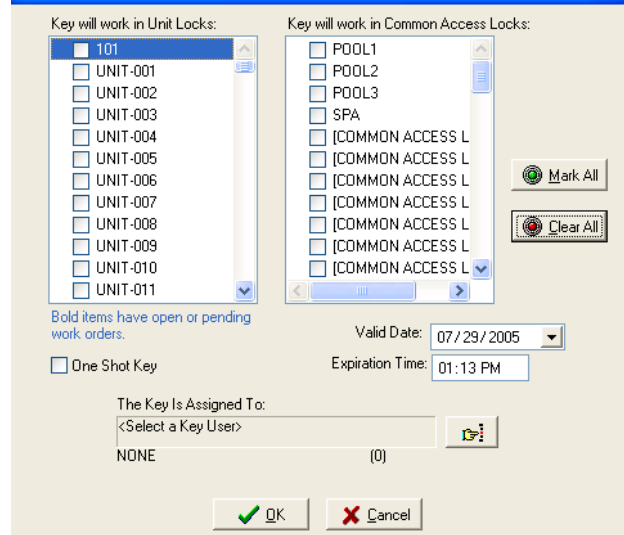 Key will work in Unit Locks:
101
UNIT-001
UNIT-002
UNIT-003
UNIT-004
UNIT-005
UNIT-006
UNIT-007
UNIT-008
UNIT-009
UNIT-010
UNIT-011
Bold items have open or pending
work orders.
One Shot Key
Key will work in Common Access Locks:
POOL1
POOL2
POOL3
SPA
[COMMON ACCESS L
[COMMON ACCESS L
[COMMON ACCESS L
[COMMON ACCESS L
[COMMON ACCESS L
[COMMON ACCESS L
[COMMON ACCESS L
Mark All
Clear All
Valid Date: 07/29/2005
Expiration Time: 01:13 PM
The Key Is Assigned To:
<Select a Key User>
NONE (0)
OK Cancel